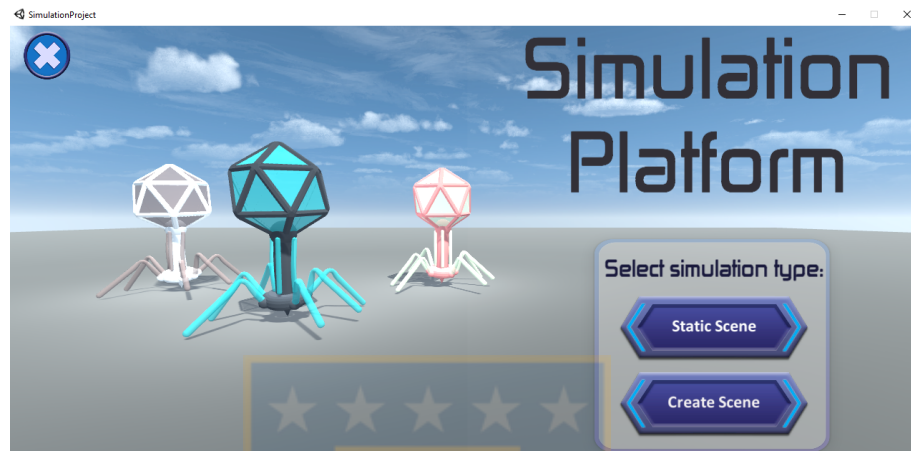 SimulationProject
Simulation
Platform
Select simulation type:
Static Scene
Create Scene